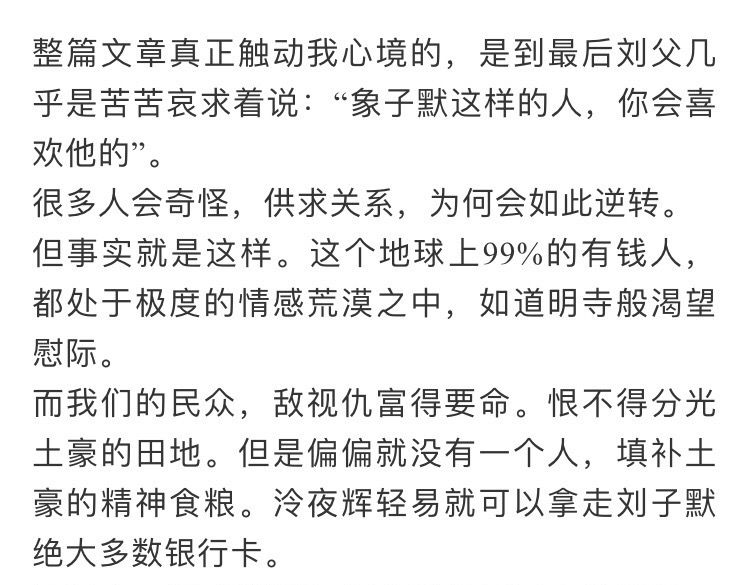 整篇文章真正触动我心境的，是到最后刘父几
乎是苦苦哀求着说：“象子默这样的人，你会喜
欢他的”。
很多人会奇怪，供求关系，为何会如此逆转。
但事实就是这样。这个地球上99%的有钱人，
都处于极度的情感荒漠之中，如道明寺般渴望
慰际。
而我们的民众，敌视仇富得要命。恨不得分光
土豪的田地。但是偏偏就没有一个人，填补土
豪的精神食粮。泠夜辉轻易就可以拿走刘子默
绝大多数银行卡。